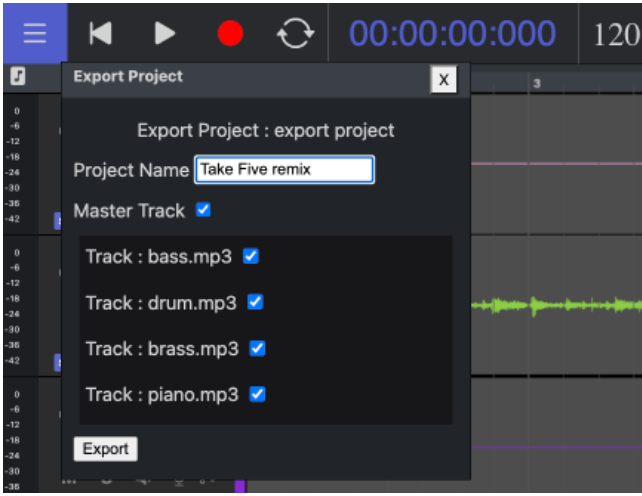 00:00:00:000 120
Export Project X
3
Export Project : export project
Project Name Take Five remix
Master Track
Track : bass.mp3
Track : drum.mp3
Track : brass.mp3
Track : piano.mp3
Export
0
-6
-12
-18
-24
-30
-36
-42
0
-6
-12
-18
-24
-30
-36
-42
0
-6
-12
-18
-24
-30
-36